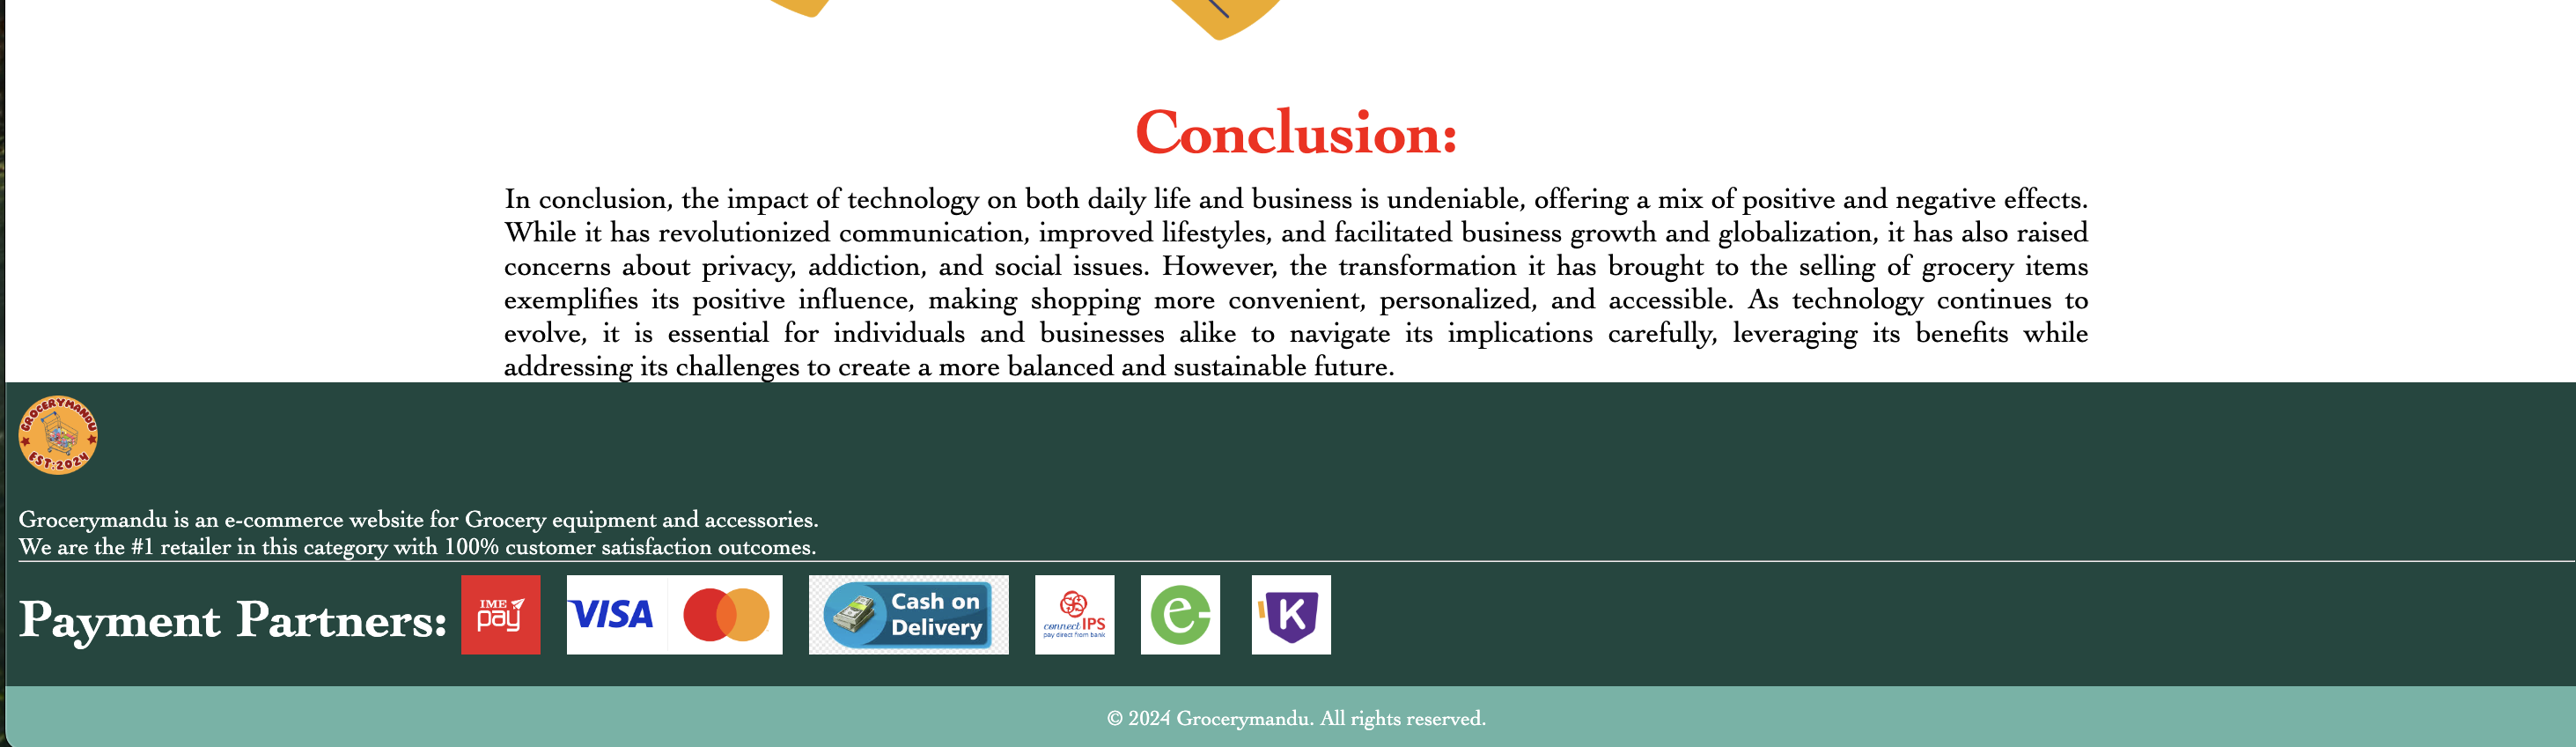 Conclusion:
In conclusion, the impact of technology on both daily life and business is undeniable, offering a mix of positive and negative effects.
While it has revolutionized communication, improved lifestyles, and facilitated business growth and globalization, it has also raised
concerns about privacy, addiction, and social issues. However, the transformation it has brought to the selling of grocery items
exemplifies its positive influence, making shopping more convenient, personalized, and accessible. As technology continues to
evolve, it is essential for individuals and businesses alike to navigate its implications carefully, leveraging its benefits while
addressing its challenges to create a more balanced and sustainable future.
GROCERYMANDU
EST:2024
Grocerymandu is an e-commerce website for Grocery equipment and accessories.
We are the #1 retailer in this category with 100% customer satisfaction outcomes.
Payment Partners:
IME
pay
VISA
Cash on
Delivery
connectIPS
pay direct from bank
e
K
© 2024 Grocerymandu. All rights reserved.